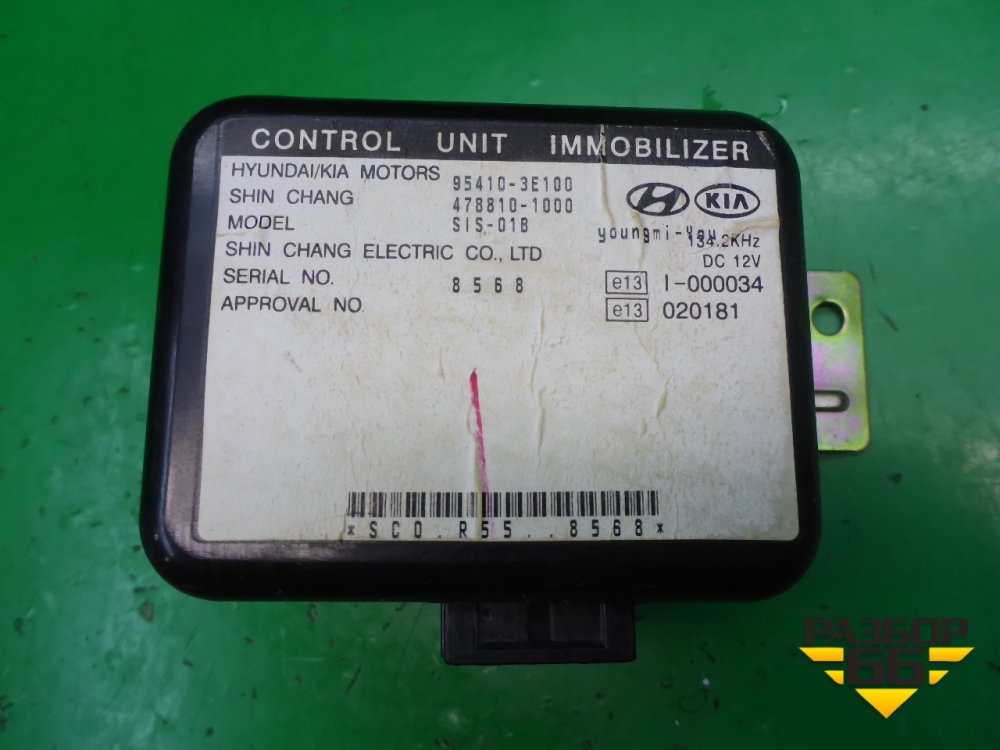 CONTROL UNIT IMMOBILIZER
HYUNDAI/KIA MOTORS 95410-3E100
SHIN CHANG 478810-1000
KIA
MODEL SIS-01B
youngmi-You
134.2KHz
SHIN CHANG ELECTRIC CO., LTD
DC 12V
SERIAL NO. 8568
e13 I-000034
APPROVAL NO.
e13 020181
*SCO.R55..8568*
РАЗБОР
66